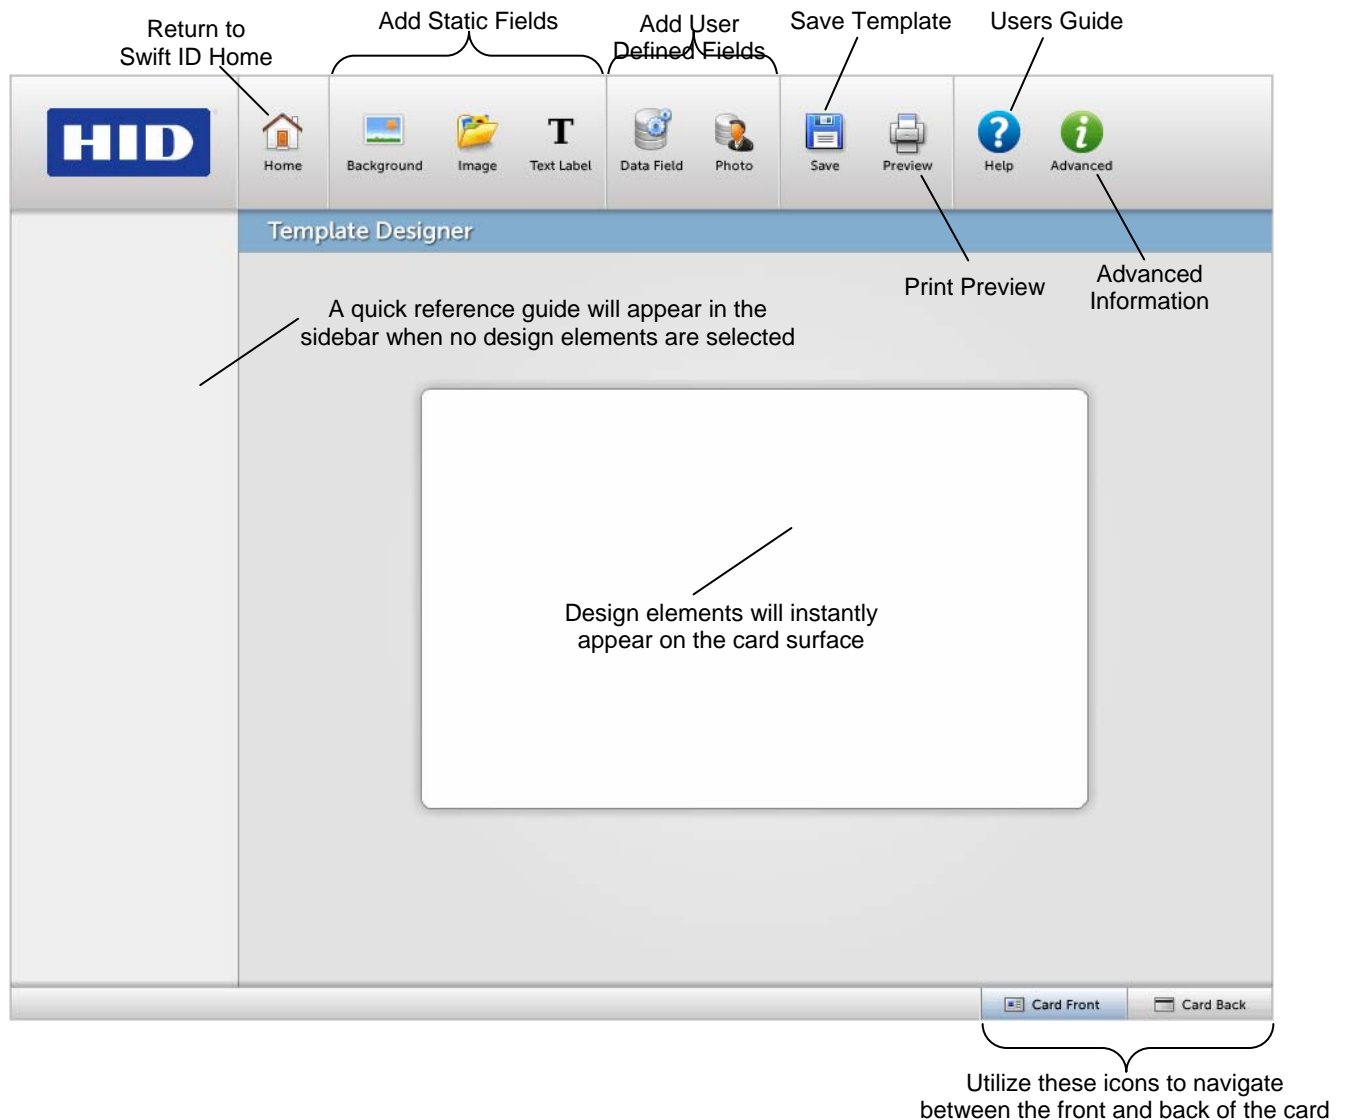 Return to
Swift ID Home
Add Static Fields
Add User
Defined Fields
Save Template
Users Guide
HID
Home
Background
Image
T
Text Label
Data Field
Photo
Save
Preview
?
Help
i
Advanced
Template Designer
Print Preview
Advanced
Information
A quick reference guide will appear in the
sidebar when no design elements are selected
Design elements will instantly
appear on the card surface
Card Front
Card Back
Utilize these icons to navigate
between the front and back of the card